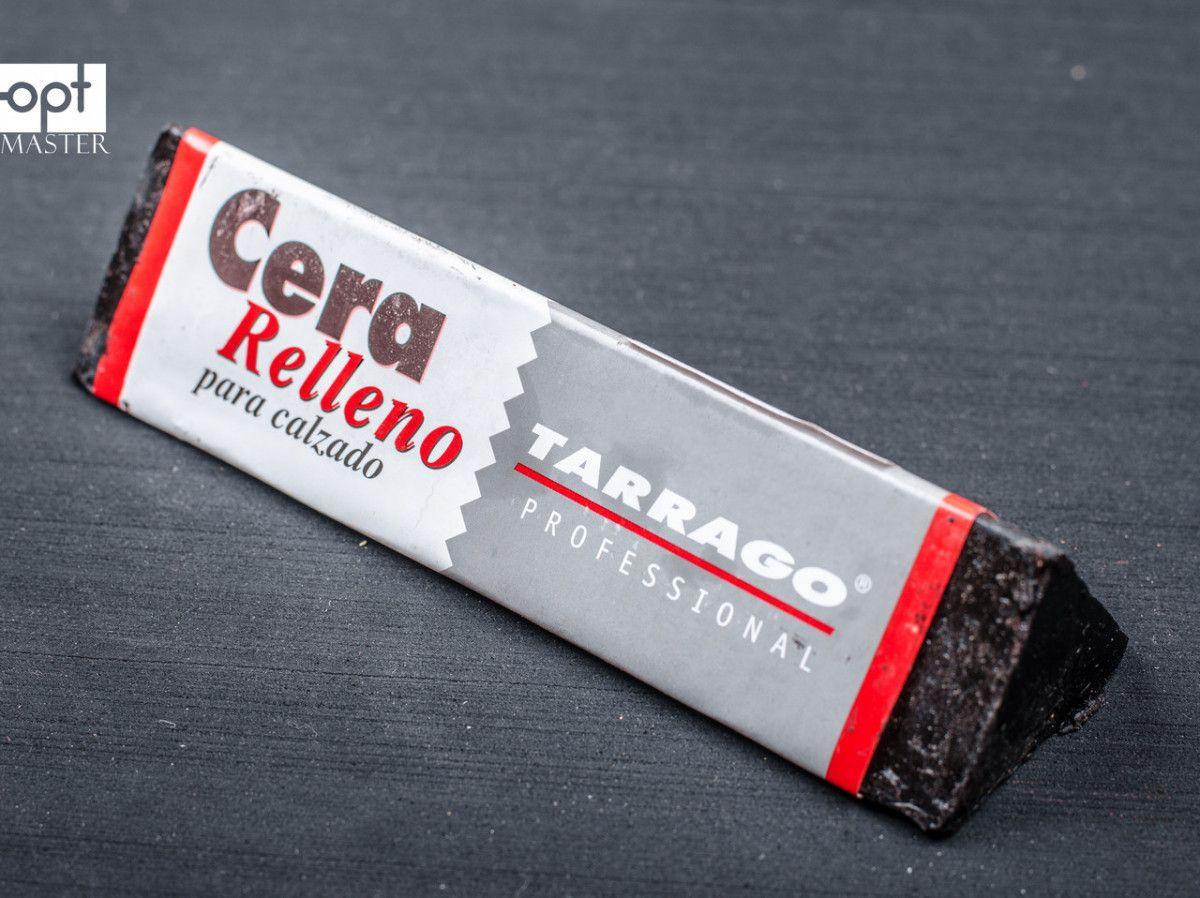 opt
MASTER
Cera
Relleno
para calzado
TARRAGO®
PROFESSIONAL